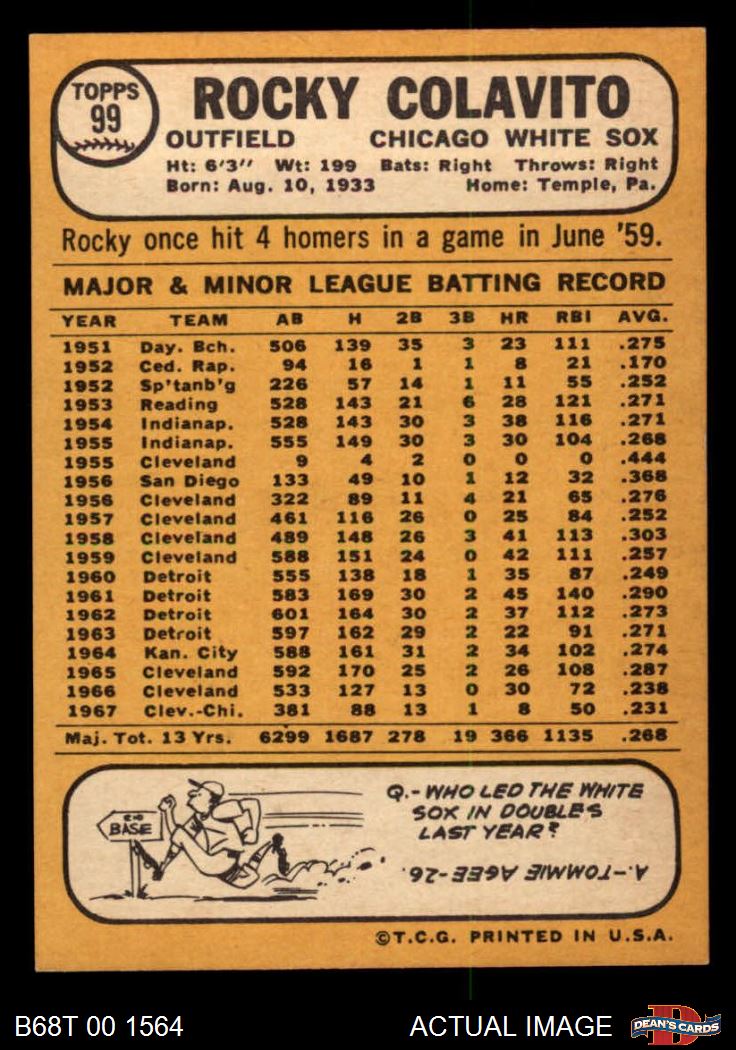 TOPPS
99
ROCKY COLAVITO
OUTFIELD CHICAGO WHITE SOX
Ht: 6'3" Wt: 199 Bats: Right Throws: Right
Born: Aug. 10, 1933 Home: Temple, Pa.
Rocky once hit 4 homers in a game in June '59.
MAJOR & MINOR LEAGUE BATTING RECORD
YEAR TEAM AB H 2B 3B HR RBI AVG.
1951 Day. Bch. 506 139 35 3 23 111 .275
1952 Ced. Rap. 94 16 1 1 8 21 .170
1952 Sp'tanb'g 226 57 14 1 11 55 .252
1953 Reading 528 143 21 6 28 121 .271
1954 Indianap. 528 143 30 3 38 116 .271
1955 Indianap. 555 149 30 3 30 104 .268
1955 Cleveland 9 4 2 0 0 0 .444
1956 San Diego 133 49 10 1 12 32 .368
1956 Cleveland 322 89 11 4 21 65 .276
1957 Cleveland 461 116 26 0 25 84 .252
1958 Cleveland 489 148 26 3 41 113 .303
1959 Cleveland 588 151 24 0 42 111 .257
1960 Detroit 555 138 18 1 35 87 .249
1961 Detroit 583 169 30 2 45 140 .290
1962 Detroit 601 164 30 2 37 112 .273
1963 Detroit 597 162 29 2 22 91 .271
1964 Kan. City 588 161 31 2 34 102 .274
1965 Cleveland 592 170 25 2 26 108 .287
1966 Cleveland 533 127 13 0 30 72 .238
1967 Clev.-Chi. 381 88 13 1 8 50 .231
Maj. Tot. 13 Yrs. 6299 1687 278 19 366 1135 .268
2ND
BASE
Q.- WHO LED THE WHITE
SOX IN DOUBLES
LAST YEAR?
A.-TOMMIE AGEE-26.
©T.C.G. PRINTED IN U.S.A.
B68T 00 1564 ACTUAL IMAGE
DEAN'S CARDS